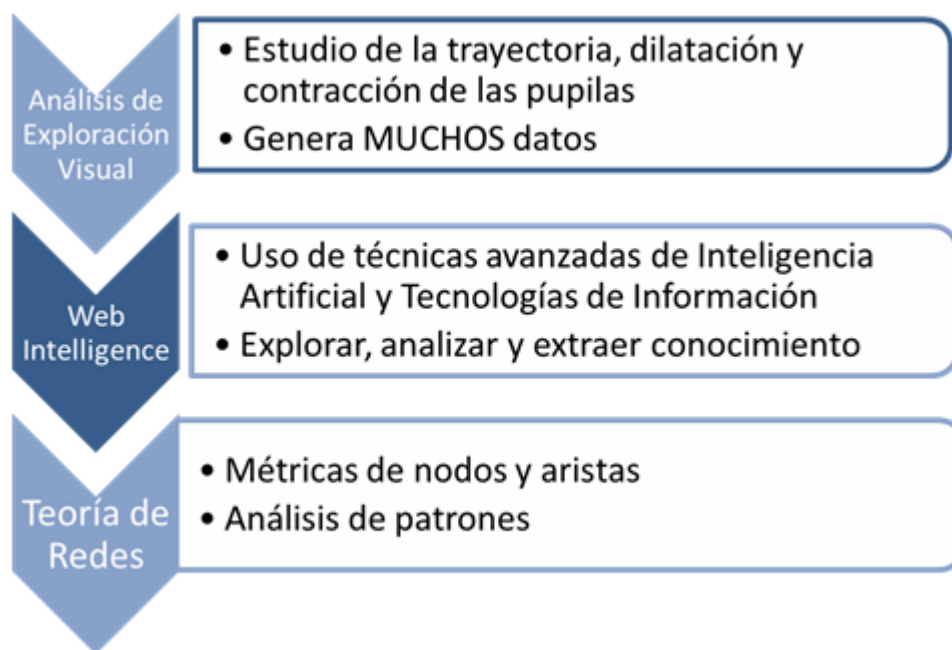 Análisis de
Exploración
Visual
• Estudio de la trayectoria, dilatación y
contracción de las pupilas
• Genera MUCHOS datos
Web
Intelligence
• Uso de técnicas avanzadas de Inteligencia
Artificial y Tecnologías de Información
• Explorar, analizar y extraer conocimiento
Teoría de
Redes
• Métricas de nodos y aristas
• Análisis de patrones